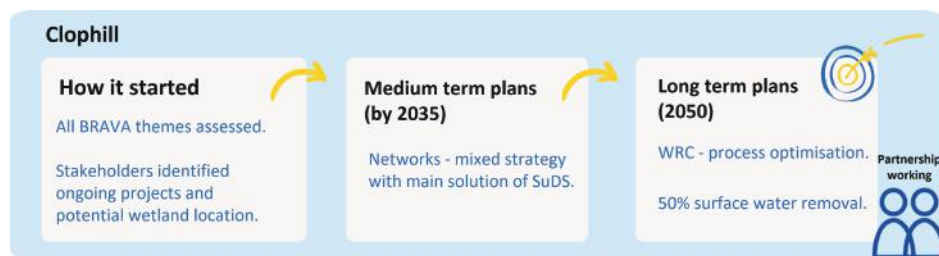 Clophill
How it started
All BRAVA themes assessed.
Stakeholders identified
ongoing projects and
potential wetland location.
Medium term plans
(by 2035)
Networks - mixed strategy
with main solution of SuDS.
Long term plans
(2050)
WRC - process optimisation.
50% surface water removal.
Partnership
working